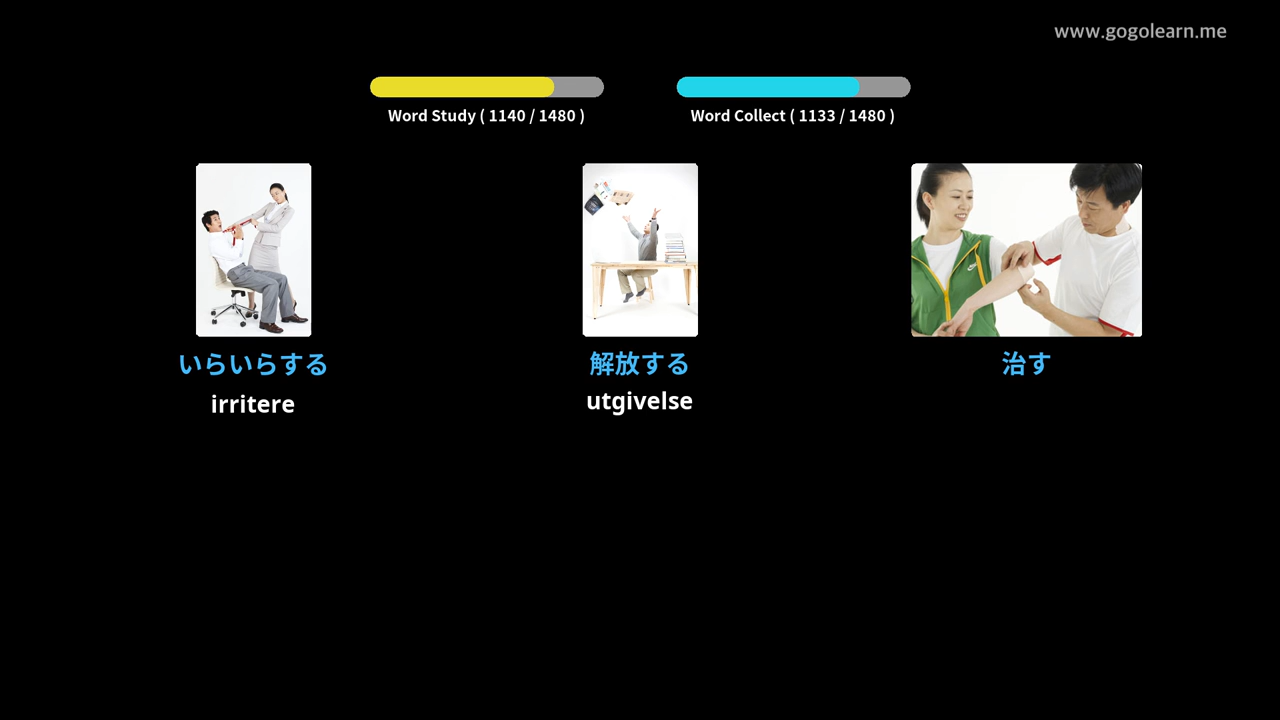 www.gogolearn.me
Word Study ( 1140 / 1480 )
Word Collect ( 1133 / 1480 )
いらいらする
解放する
治す
irritere
utgivelse